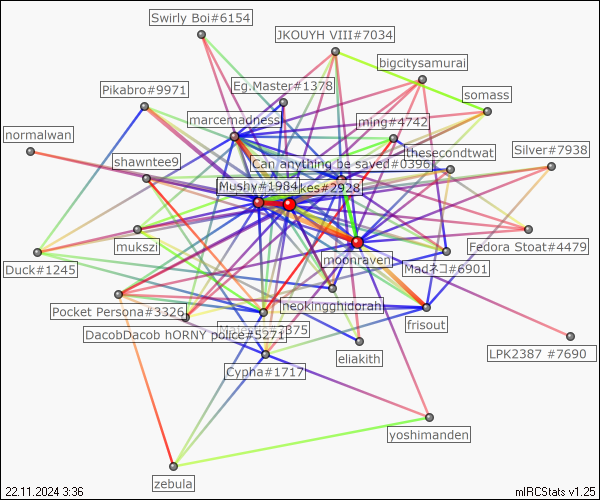 Swirly Boi#6154
JKOUYH VIII#7034
bigcitysamurai
Eg.Master#1378
Pikabro#9971
somass
marcemadness
ming#4742
normalwan
thesecondtwat
Silver#7938
shawntee9
Can anything be saved#0396
Mushy#1984
kes#2928
mukszi
Fedora Stoat#4479
moonraven
Duck#1245
Madネコ#6901
neokingghidorah
Pocket Persona#3326
frisout
DacobDacob hORNY police#5271
375
eliakith
LPK2387 #7690
Cypha#1717
yoshimanden
zebula
22.11.2024 3:36
mIRCStats v1.25